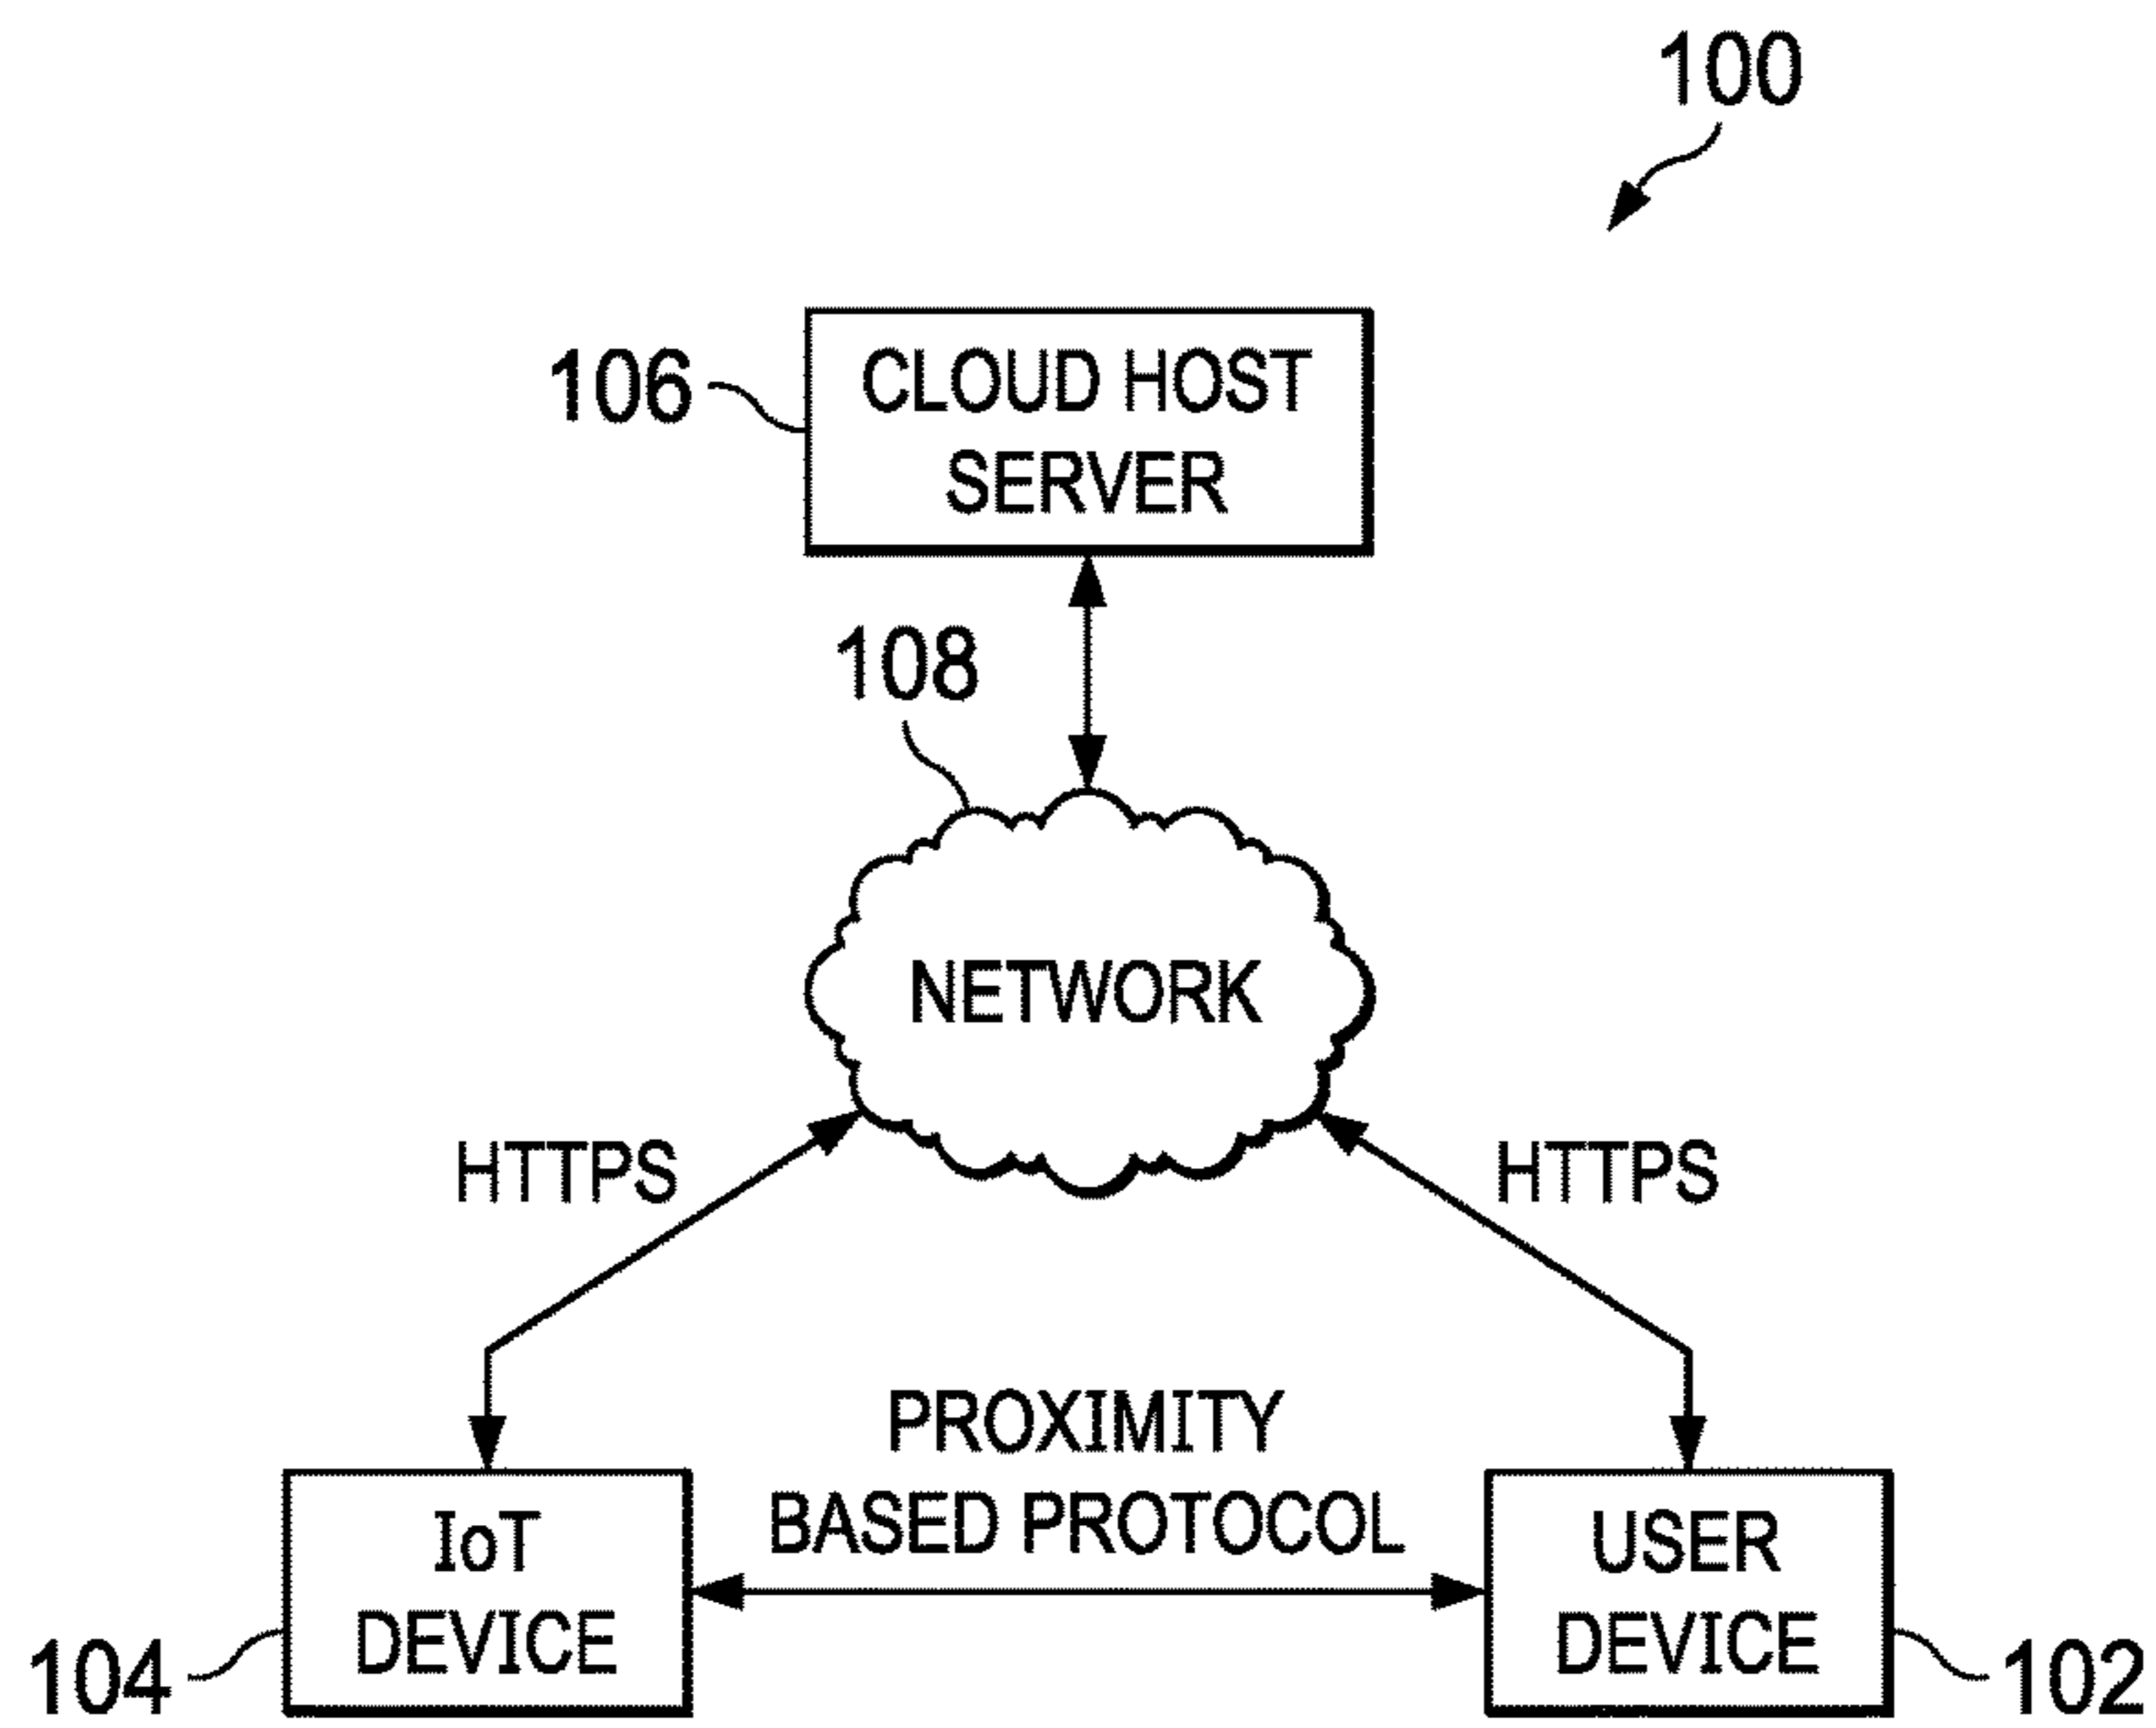 100
106
CLOUD HOST
SERVER
108
NETWORK
HTTPS
HTTPS
PROXIMITY
BASED PROTOCOL
IoT
DEVICE
USER
DEVICE
104
102